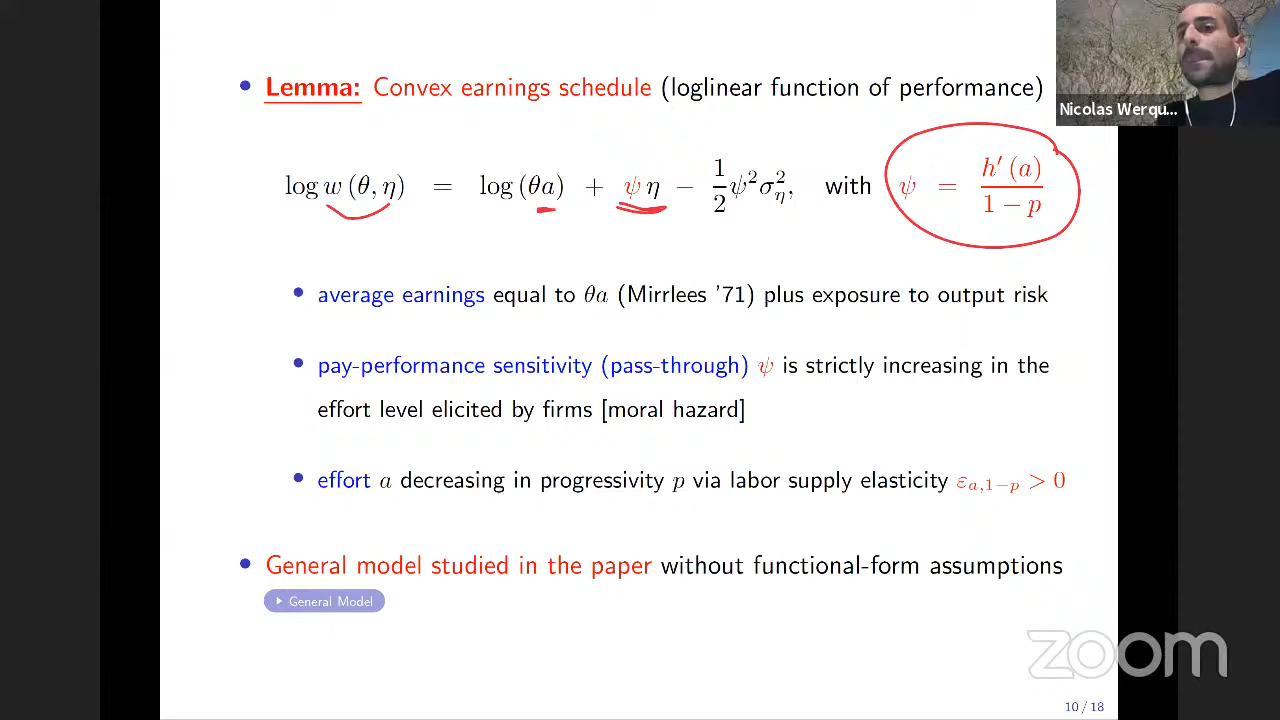 • Lemma: Convex earnings schedule (loglinear function of performance)
Nicolas Werqu...
log w (θ, η) = log (θa) + ψ η − 1/2 ψ²σ²_η, with ψ = h′ (a) / 1 − p
• average earnings equal to θa (Mirrlees '71) plus exposure to output risk
• pay-performance sensitivity (pass-through) ψ is strictly increasing in the
effort level elicited by firms [moral hazard]
• effort a decreasing in progressivity p via labor supply elasticity ε_{a,1−p} > 0
• General model studied in the paper without functional-form assumptions
General Model
zoom
10 / 18